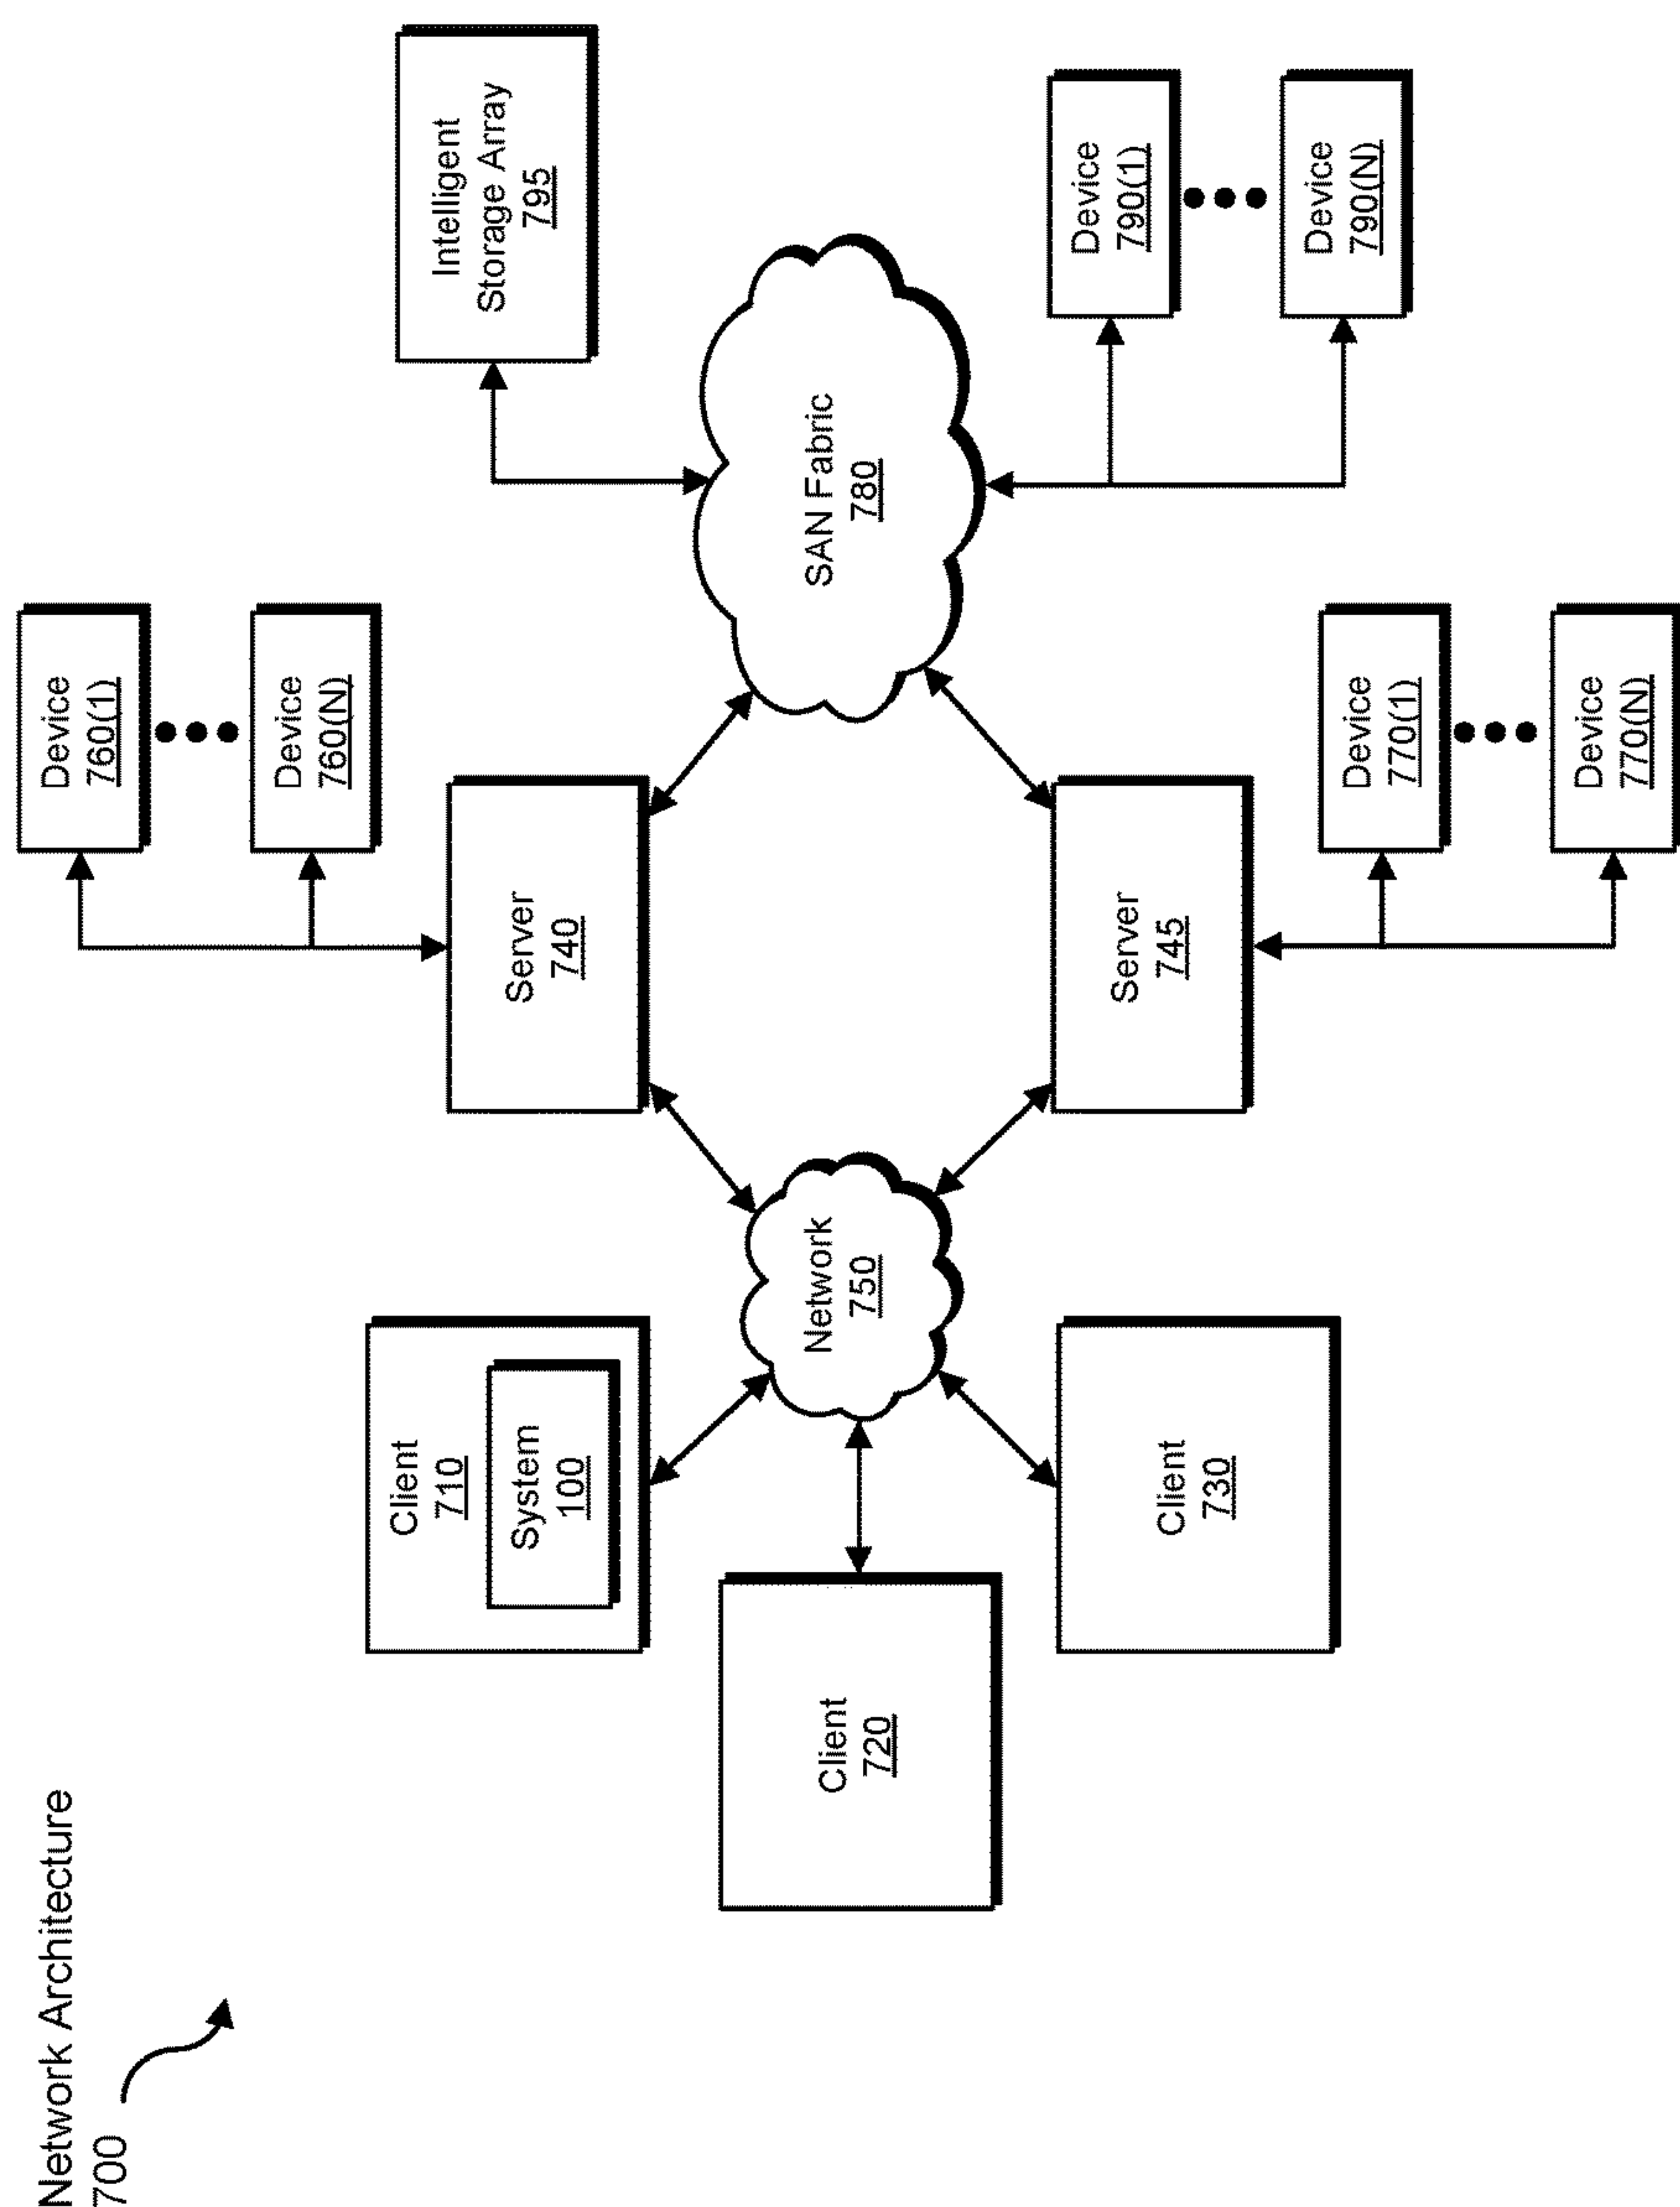 Network Architecture
700
Client
710
System
100
Client
720
Client
730
Network
750
Server
740
Server
745
Device
760(1)
Device
760(N)
Device
770(1)
Device
770(N)
SAN Fabric
780
Intelligent
Storage Array
795
Device
790(1)
Device
790(N)